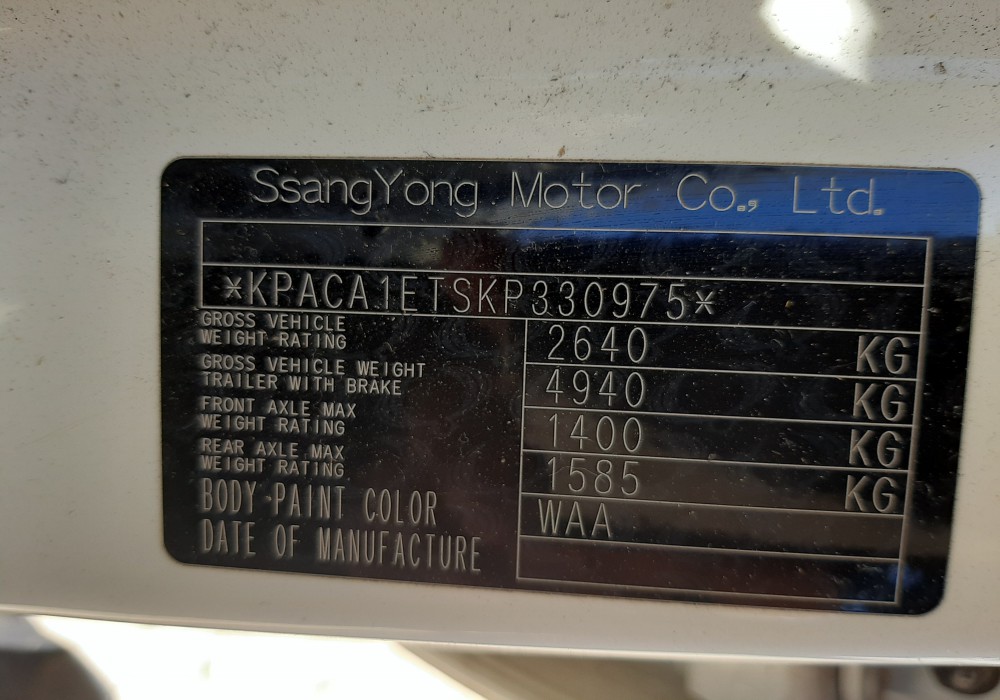 SsangYong Motor Co., Ltd.
*KPACA1ETSKP330975*
GROSS VEHICLE
WEIGHT RATING
2640 KG
GROSS VEHICLE WEIGHT
TRAILER WITH BRAKE
4940 KG
FRONT AXLE MAX
WEIGHT RATING
1400 KG
REAR AXLE MAX
WEIGHT RATING
1585 KG
BODY PAINT COLOR
WAA
DATE OF MANUFACTURE